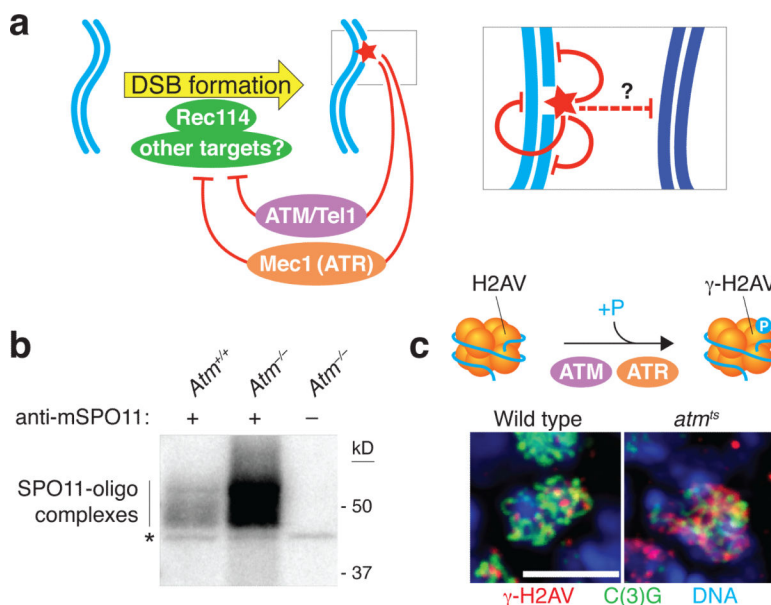 a
DSB formation
Rec114
other targets?
ATM/Tel1
Mec1 (ATR)
?
b
Atm+/+
Atm–/–
Atm–/–
anti-mSPO11:
+
+
–
kD
SPO11-oligo
complexes
- 50
*
- 37
c
H2AV
+P
γ-H2AV
P
ATM
ATR
Wild type
atmts
γ-H2AV
C(3)G
DNA